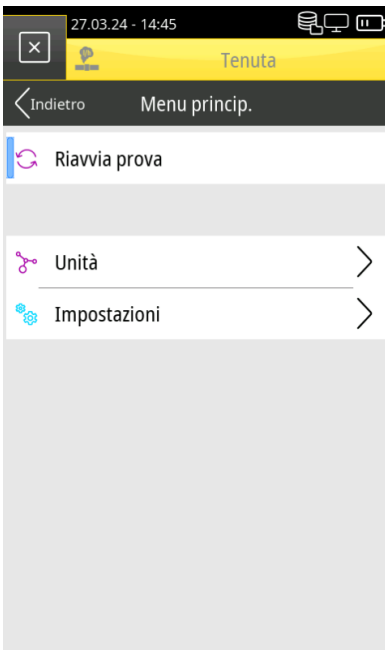 27.03.24 - 14:45
Tenuta
Indietro
Menu princip.
Riavvia prova
Unità
Impostazioni